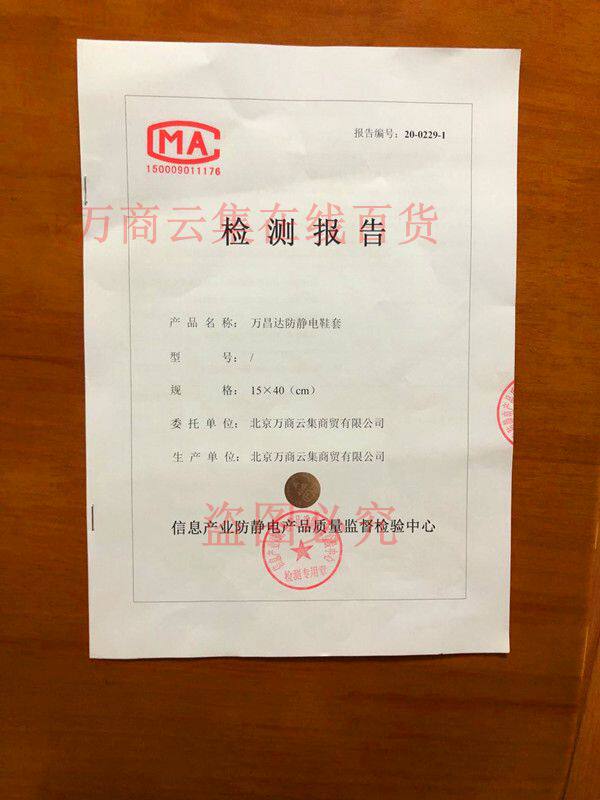 CMA
150009011176
报告编号：20-0229-1
万商云集在线百货
检测报告
产品名称：万昌达防静电鞋套
型号：/
规格：15×40（cm）
委托单位：北京万商云集商贸有限公司
生产单位：北京万商云集商贸有限公司
盗图必究
信息产业防静电产品质量监督检验中心
检测专用章